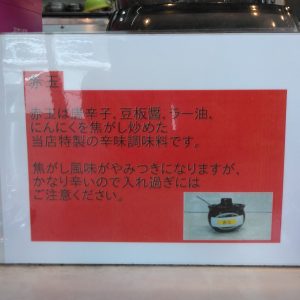 赤玉
赤玉は唐辛子、豆板醤、ラー油、
にんにくを焦がし炒めた
当店特製の辛味調味料です。
焦がし風味がやみつきになりますが、
かなり辛いので入れ過ぎには
ご注意ください。